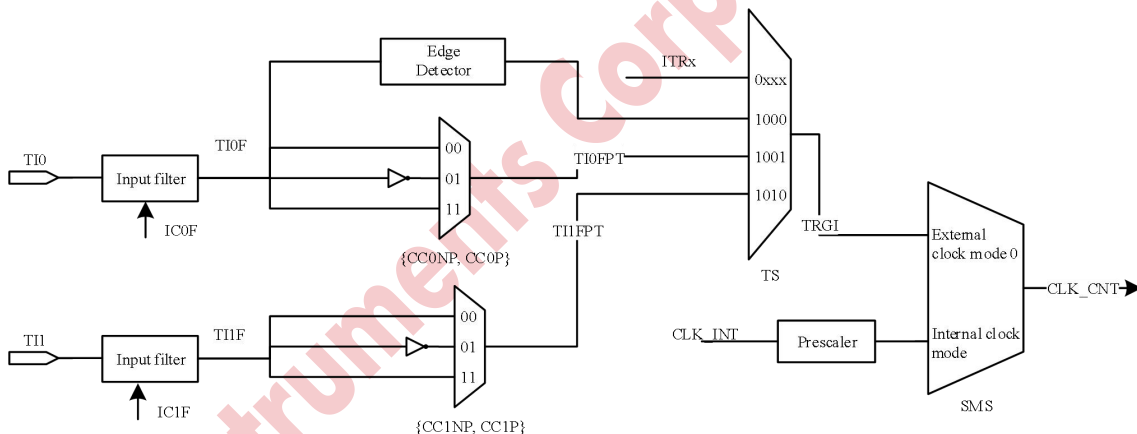 Edge
Detector
ITRx
0xxx
1000
1001
1010
TI0
Input filter
TI0F
IC0F
00
01
11
{CC0NP, CC0P}
TI0FPT
TI1FPT
TS
TRGI
External
clock mode 0
Internal clock
mode
SMS
CLK_CNT
CLK_INT
Prescaler
TI1
Input filter
TI1F
IC1F
00
01
11
{CC1NP, CC1P}
struments Corp